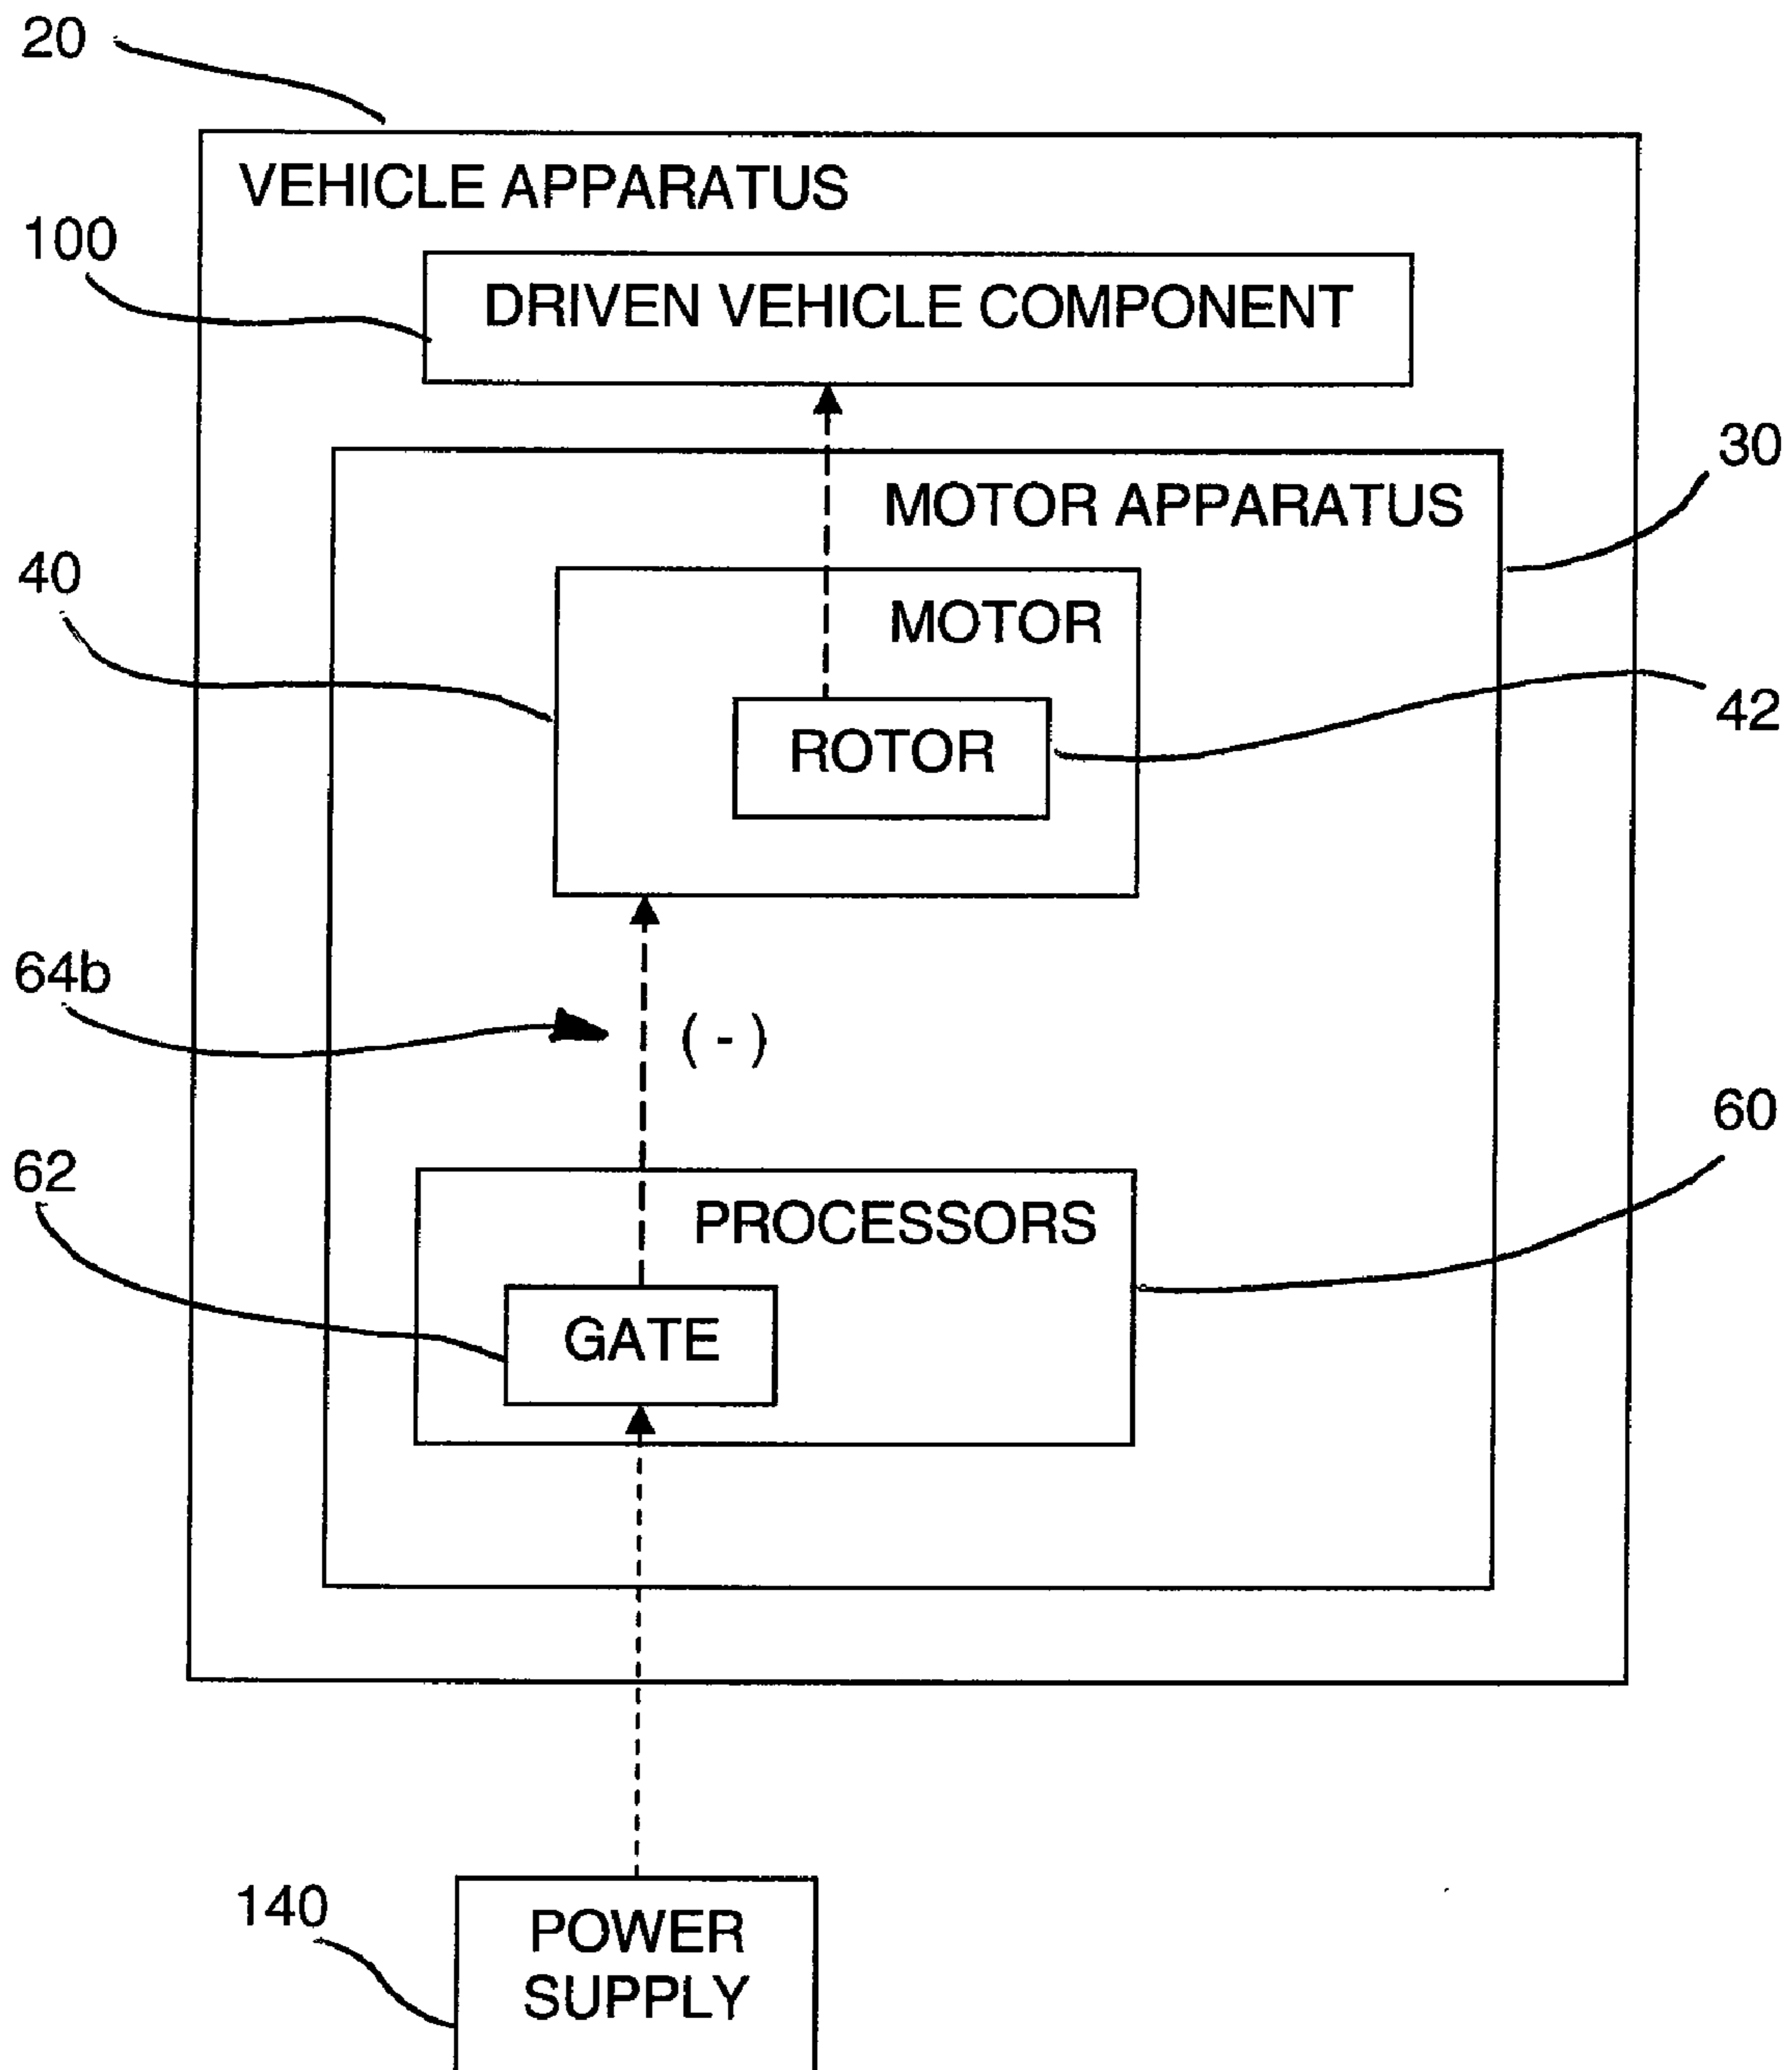 20
VEHICLE APPARATUS
100
DRIVEN VEHICLE COMPONENT
30
MOTOR APPARATUS
40
MOTOR
ROTOR
42
64b
( - )
60
62
PROCESSORS
GATE
140
POWER
SUPPLY